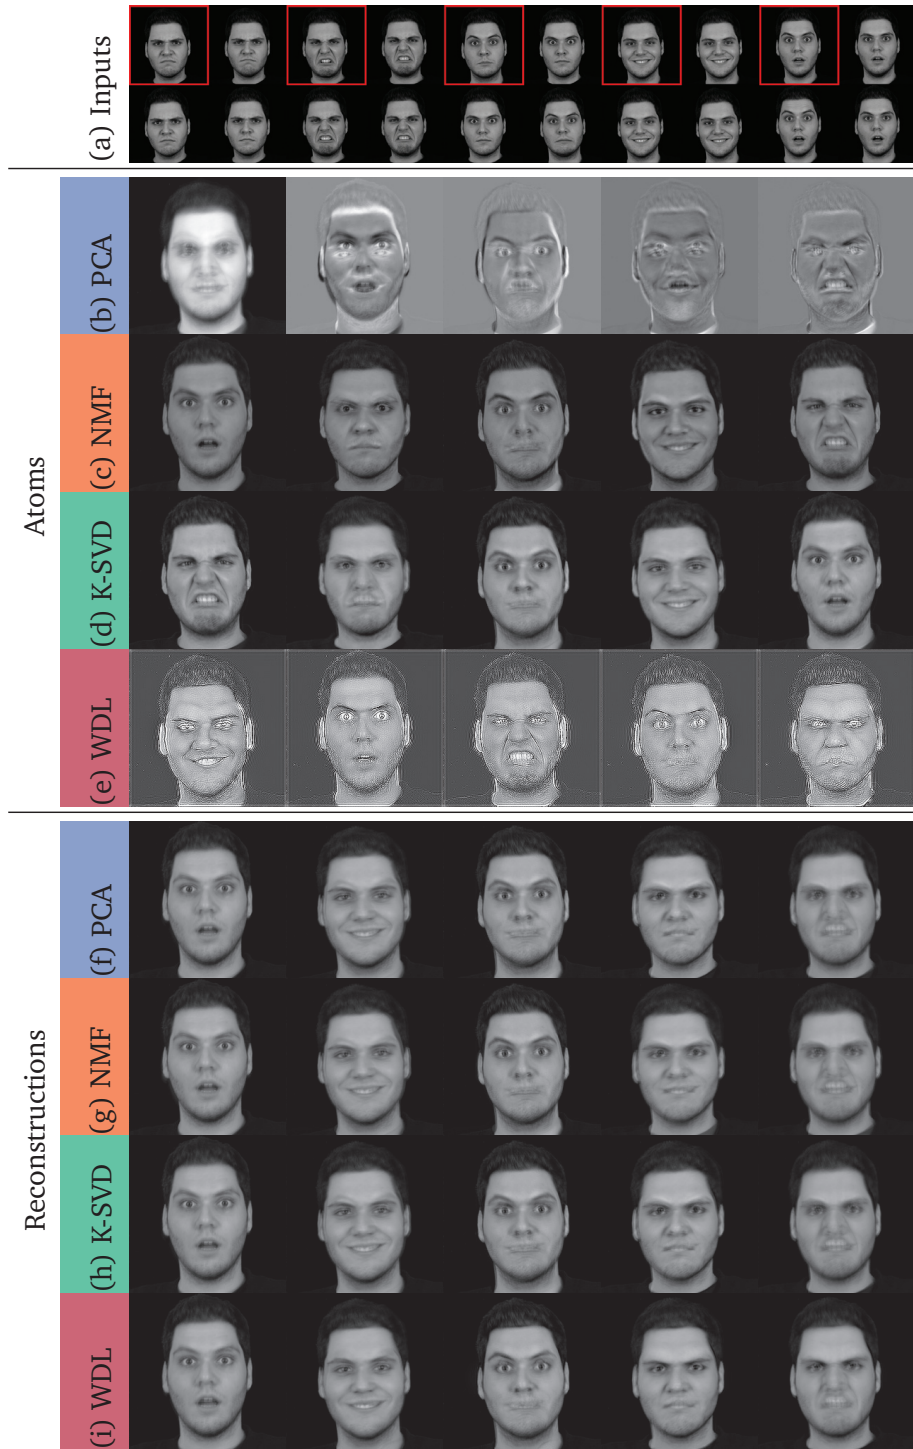 (a) Inputs
Atoms
(b) PCA
(c) NMF
(d) K-SVD
(e) WDL
Reconstructions
(f) PCA
(g) NMF
(h) K-SVD
(i) WDL